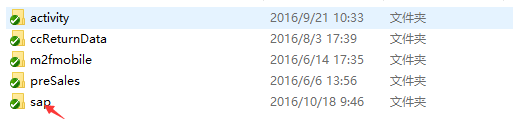 activity 2016/9/21 10:33 文件夹
ccReturnData 2016/8/3 17:39 文件夹
m2fmobile 2016/6/14 17:35 文件夹
preSales 2016/6/6 13:56 文件夹
sap 2016/10/18 9:46 文件夹